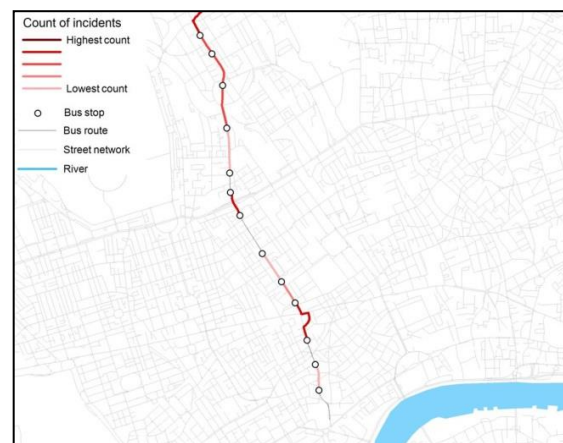 Count of incidents
Highest count
Lowest count
Bus stop
Bus route
Street network
River